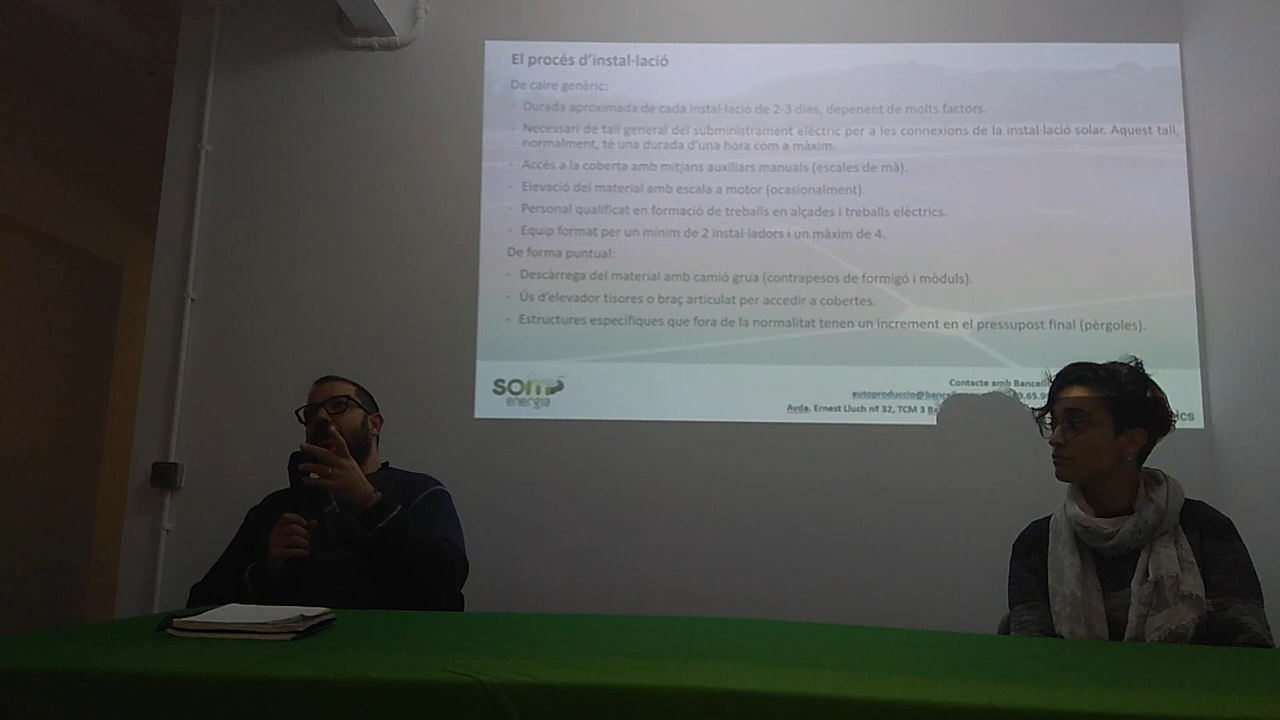 El procés d'instal·lació
De caire genèric:
- Durada aproximada de cada instal·lació de 2-3 dies, depenent de molts factors.
- Necessari de tall general del subministrament elèctric per a les connexions de la instal·lació solar. Aquest tall,
normalment, té una durada d'una hora com a màxim.
- Accés a la coberta amb mitjans auxiliars manuals (escales de mà).
- Elevació del material amb escala a motor (ocasionalment).
- Personal qualificat en formació de treballs en alçades i treballs elèctrics.
- Equip format per un mínim de 2 instal·ladors i un màxim de 4.
De forma puntual:
- Descàrrega del material amb camió grua (contrapesos de formigó i mòduls).
- Ús d'elevador tisores o braç articulat per accedir a cobertes.
- Estructures específiques que fora de la normalitat tenen un increment en el pressupost final (pèrgoles).
som
energia
Contacte amb
autoproduccio@
Avda. Ernest Lluch nº 32, TCM 3